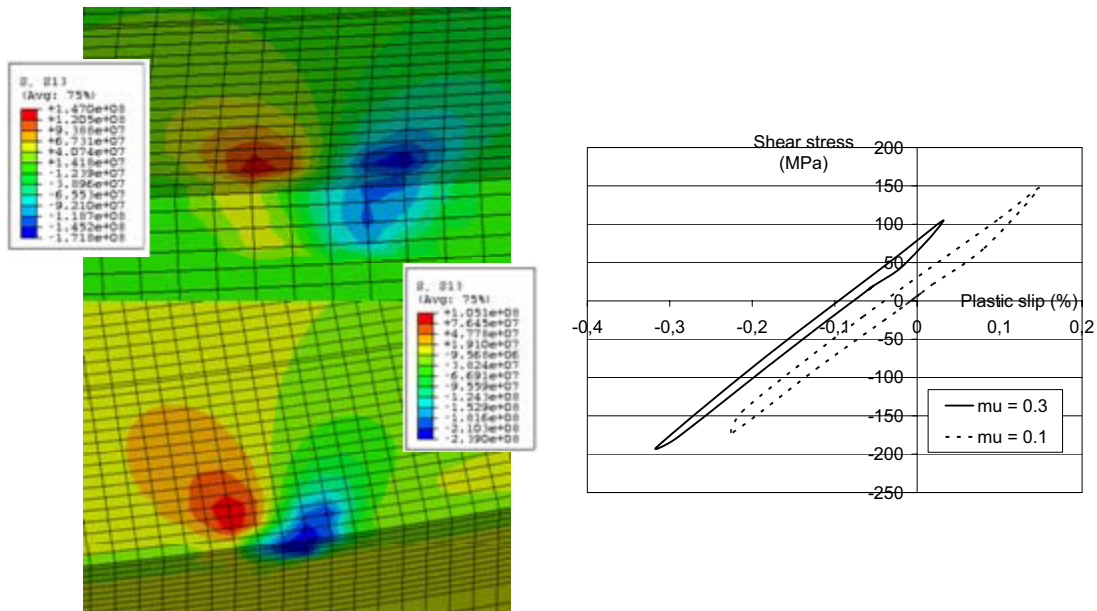 S, S13
(Avg: 75%)
+1.470e+08
+1.205e+08
+9.388e+07
+6.731e+07
+4.074e+07
+1.418e+07
-1.239e+07
-3.896e+07
-6.553e+07
-9.210e+07
-1.187e+08
-1.452e+08
-1.718e+08
S, S13
(Avg: 75%)
+1.051e+08
+7.645e+07
+4.778e+07
+1.910e+07
-9.568e+06
-3.824e+07
-6.691e+07
-9.559e+07
-1.243e+08
-1.529e+08
-1.816e+08
-2.103e+08
-2.390e+08
Shear stress
(MPa)
200
150
100
50
0
Plastic slip (%)
-0,4
-0,3
-0,2
-0,1
0
0,1
0,2
-50
-100
-150
-200
-250
mu = 0.3
mu = 0.1